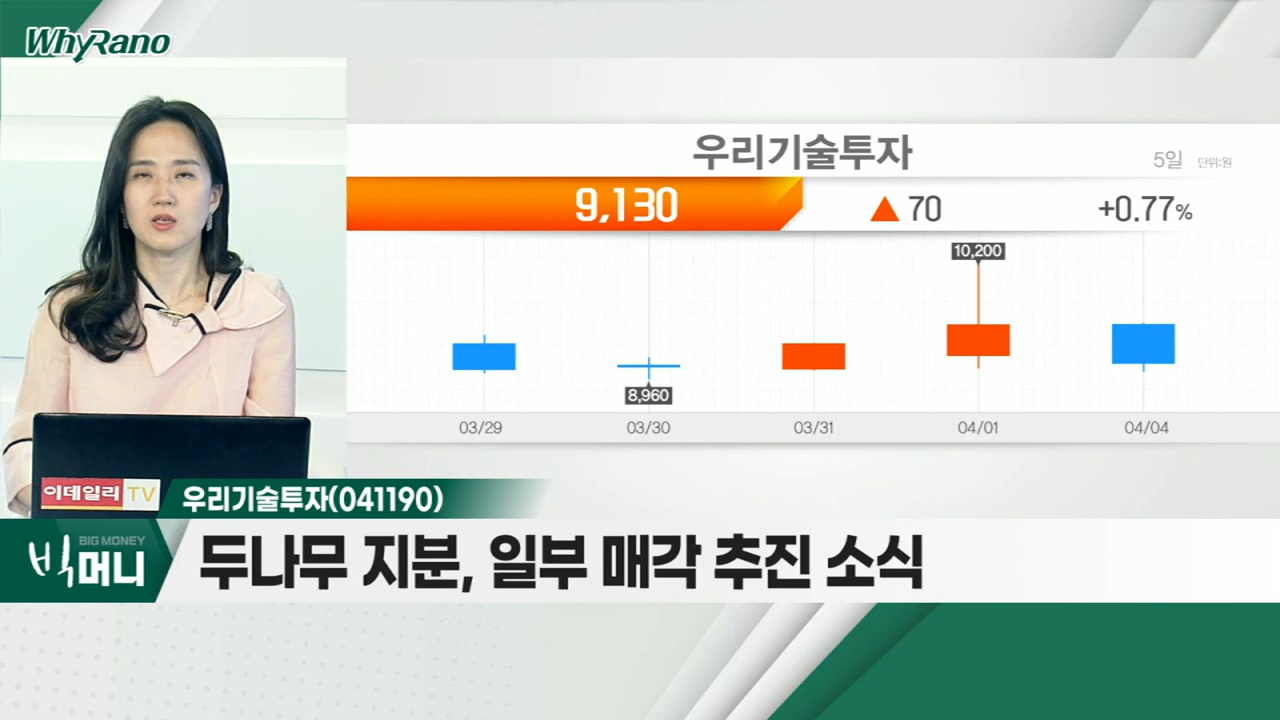 WhyRano
우리기술투자
5일 단위:원
9,130 ▲ 70 +0.77%
10,200
8,960
03/29 03/30 03/31 04/01 04/04
이데일리 TV
우리기술투자(041190)
BIG MONEY
빅머니
두나무 지분, 일부 매각 추진 소식